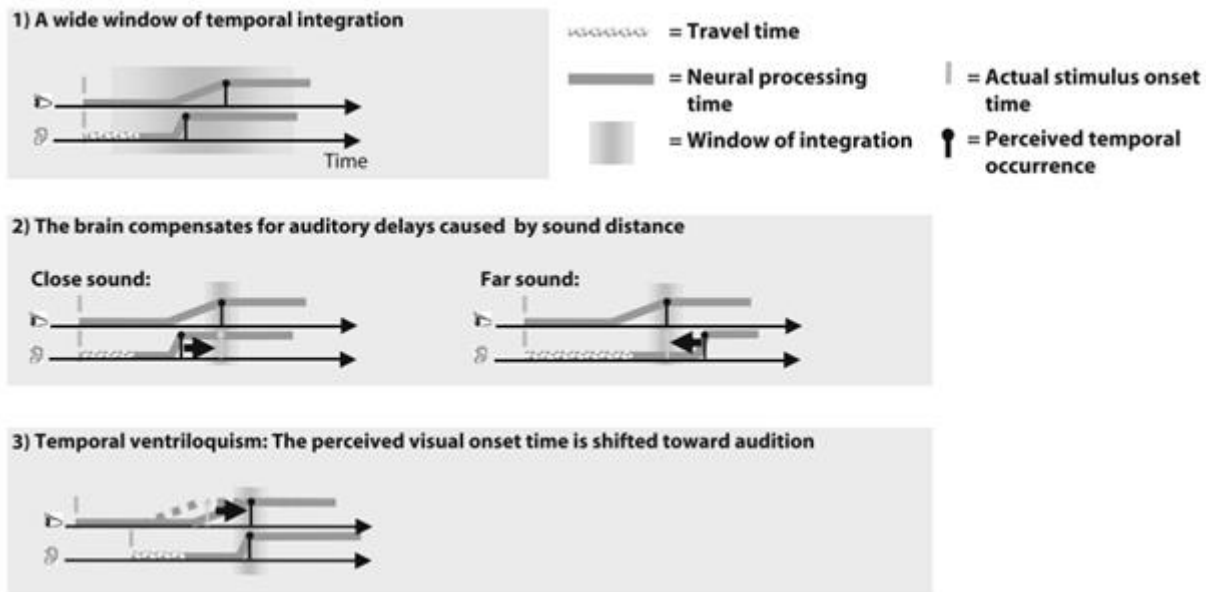 1) A wide window of temporal integration
Time
= Travel time
= Neural processing
time
= Window of integration
= Actual stimulus onset
time
= Perceived temporal
occurrence
2) The brain compensates for auditory delays caused by sound distance
Close sound:
Far sound:
3) Temporal ventriloquism: The perceived visual onset time is shifted toward audition